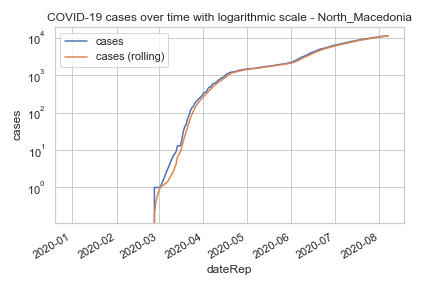 COVID-19 cases over time with logarithmic scale - North_Macedonia
cases
cases (rolling)
10⁴
10³
10²
10¹
10⁰
cases
2020-01
2020-02
2020-03
2020-04
2020-05
2020-06
2020-07
2020-08
dateRep